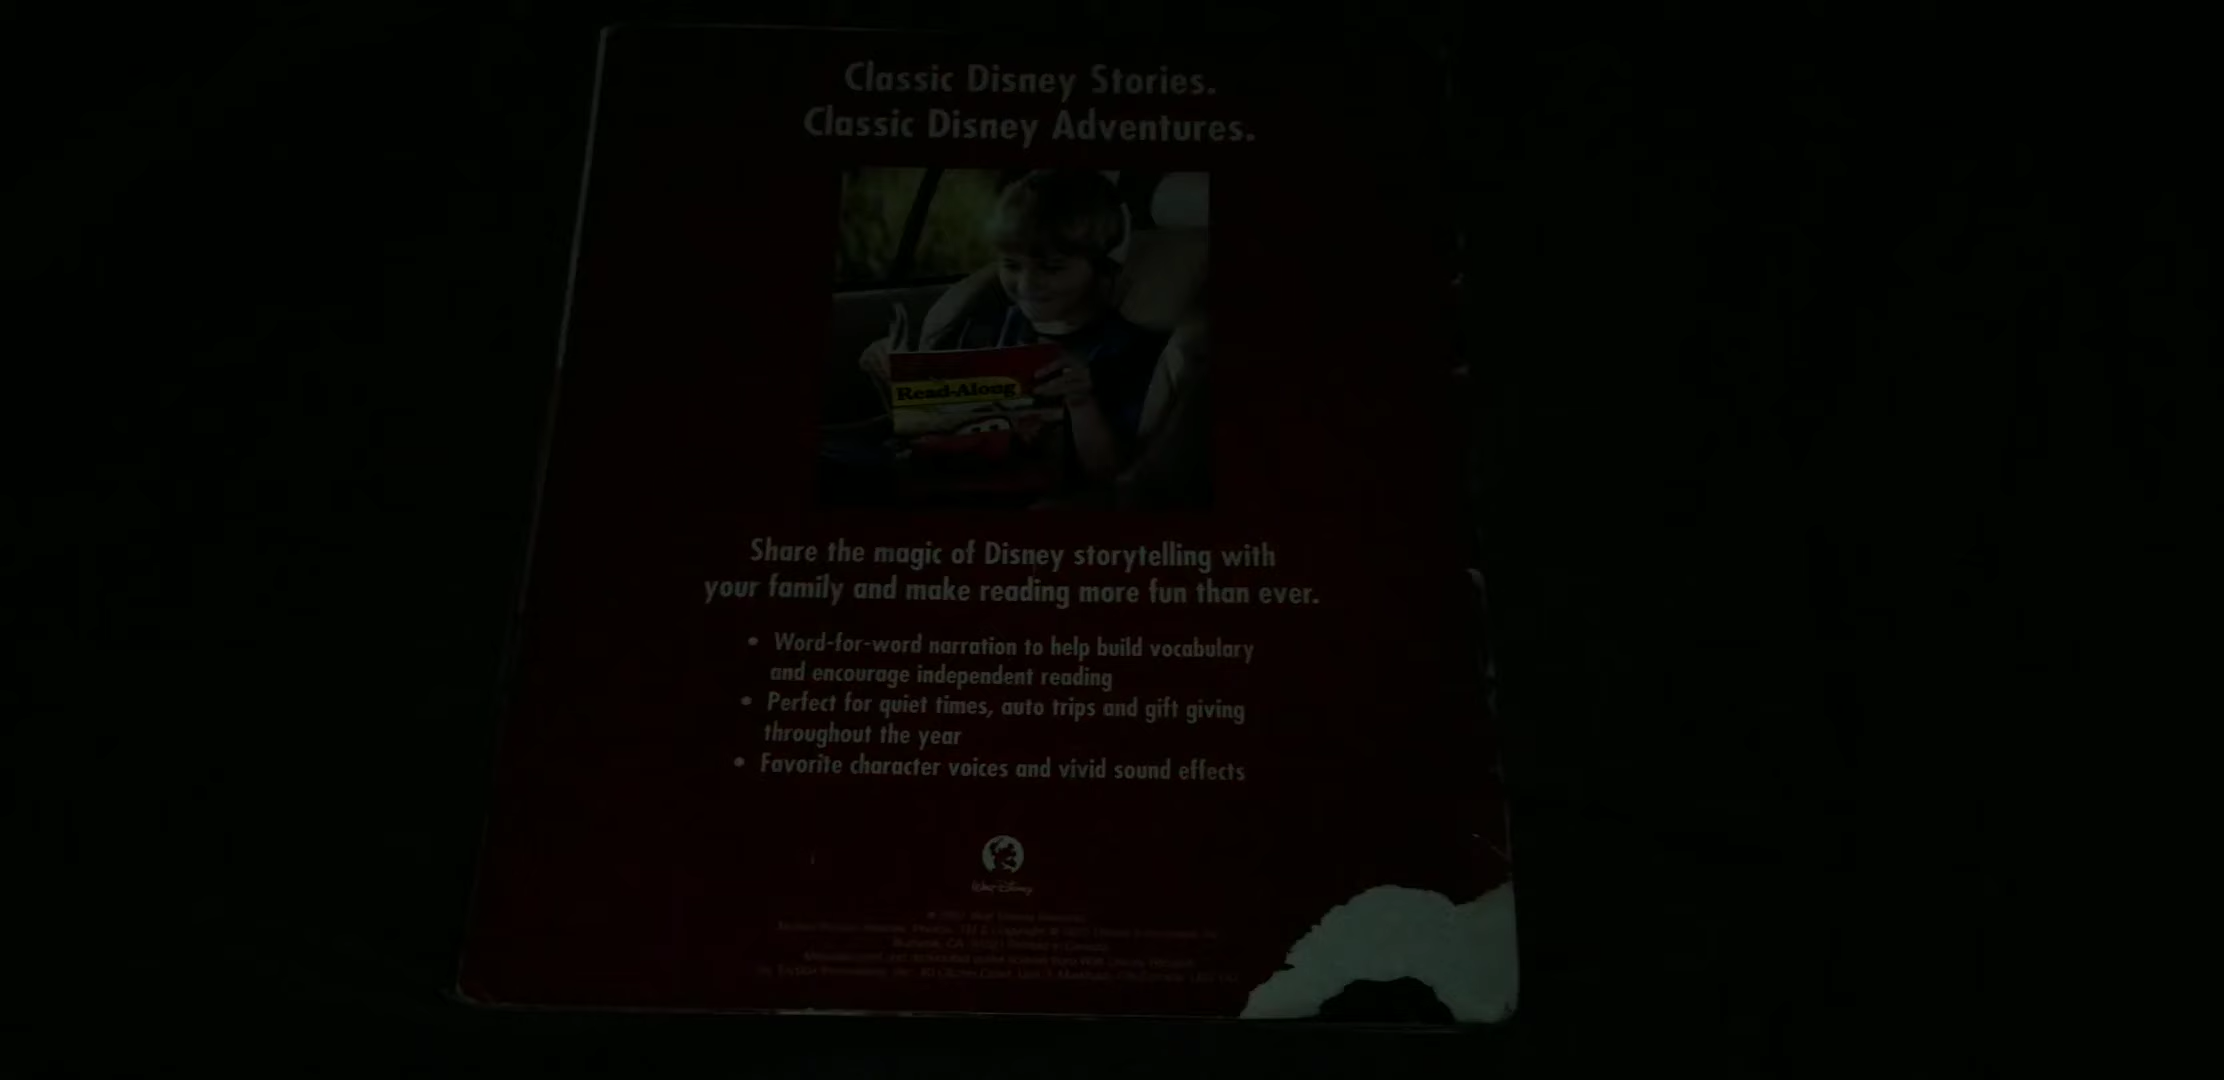 Classic Disney Stories.
Classic Disney Adventures.
Read-Along
Share the magic of Disney storytelling with
your family and make reading more fun than ever.
• Word-for-word narration to help build vocabulary
and encourage independent reading
• Perfect for quiet times, auto trips and gift giving
throughout the year
• Favorite character voices and vivid sound effects
Walt Disney